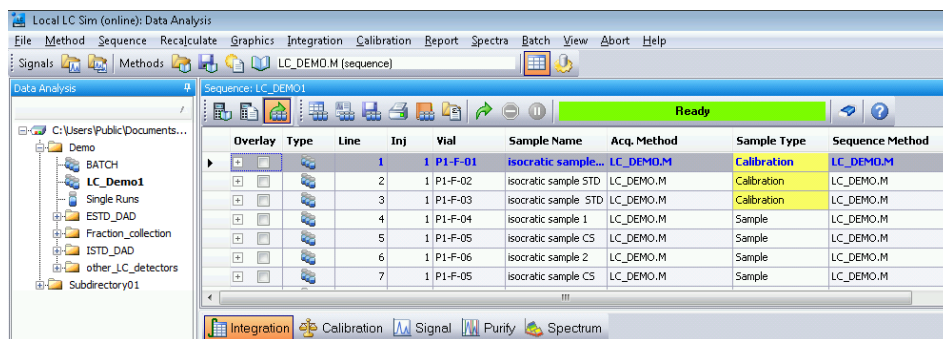 Local LC Sim (online): Data Analysis
File Method Sequence Recalculate Graphics Integration Calibration Report Spectra Batch View Abort Help
Signals Methods LC_DEMO.M (sequence)
Data Analysis
Sequence: LC_DEMO1
Ready
C:\Users\Public\Documents...
Demo
BATCH
LC_Demo1
Single Runs
ESTD_DAD
Fraction_collection
ISTD_DAD
other_LC_detectors
Subdirectory01
Overlay Type Line Inj Vial Sample Name Acq. Method Sample Type Sequence Method
1 1 P1-F-01 isocratic sample... LC_DEMO.M Calibration LC_DEMO.M
2 1 P1-F-02 isocratic sample STD LC_DEMO.M Calibration LC_DEMO.M
3 1 P1-F-03 isocratic sample STD LC_DEMO.M Calibration LC_DEMO.M
4 1 P1-F-04 isocratic sample 1 LC_DEMO.M Sample LC_DEMO.M
5 1 P1-F-05 isocratic sample CS LC_DEMO.M Sample LC_DEMO.M
6 1 P1-F-06 isocratic sample 2 LC_DEMO.M Sample LC_DEMO.M
7 1 P1-F-05 isocratic sample CS LC_DEMO.M Sample LC_DEMO.M
Integration Calibration Signal Purify Spectrum